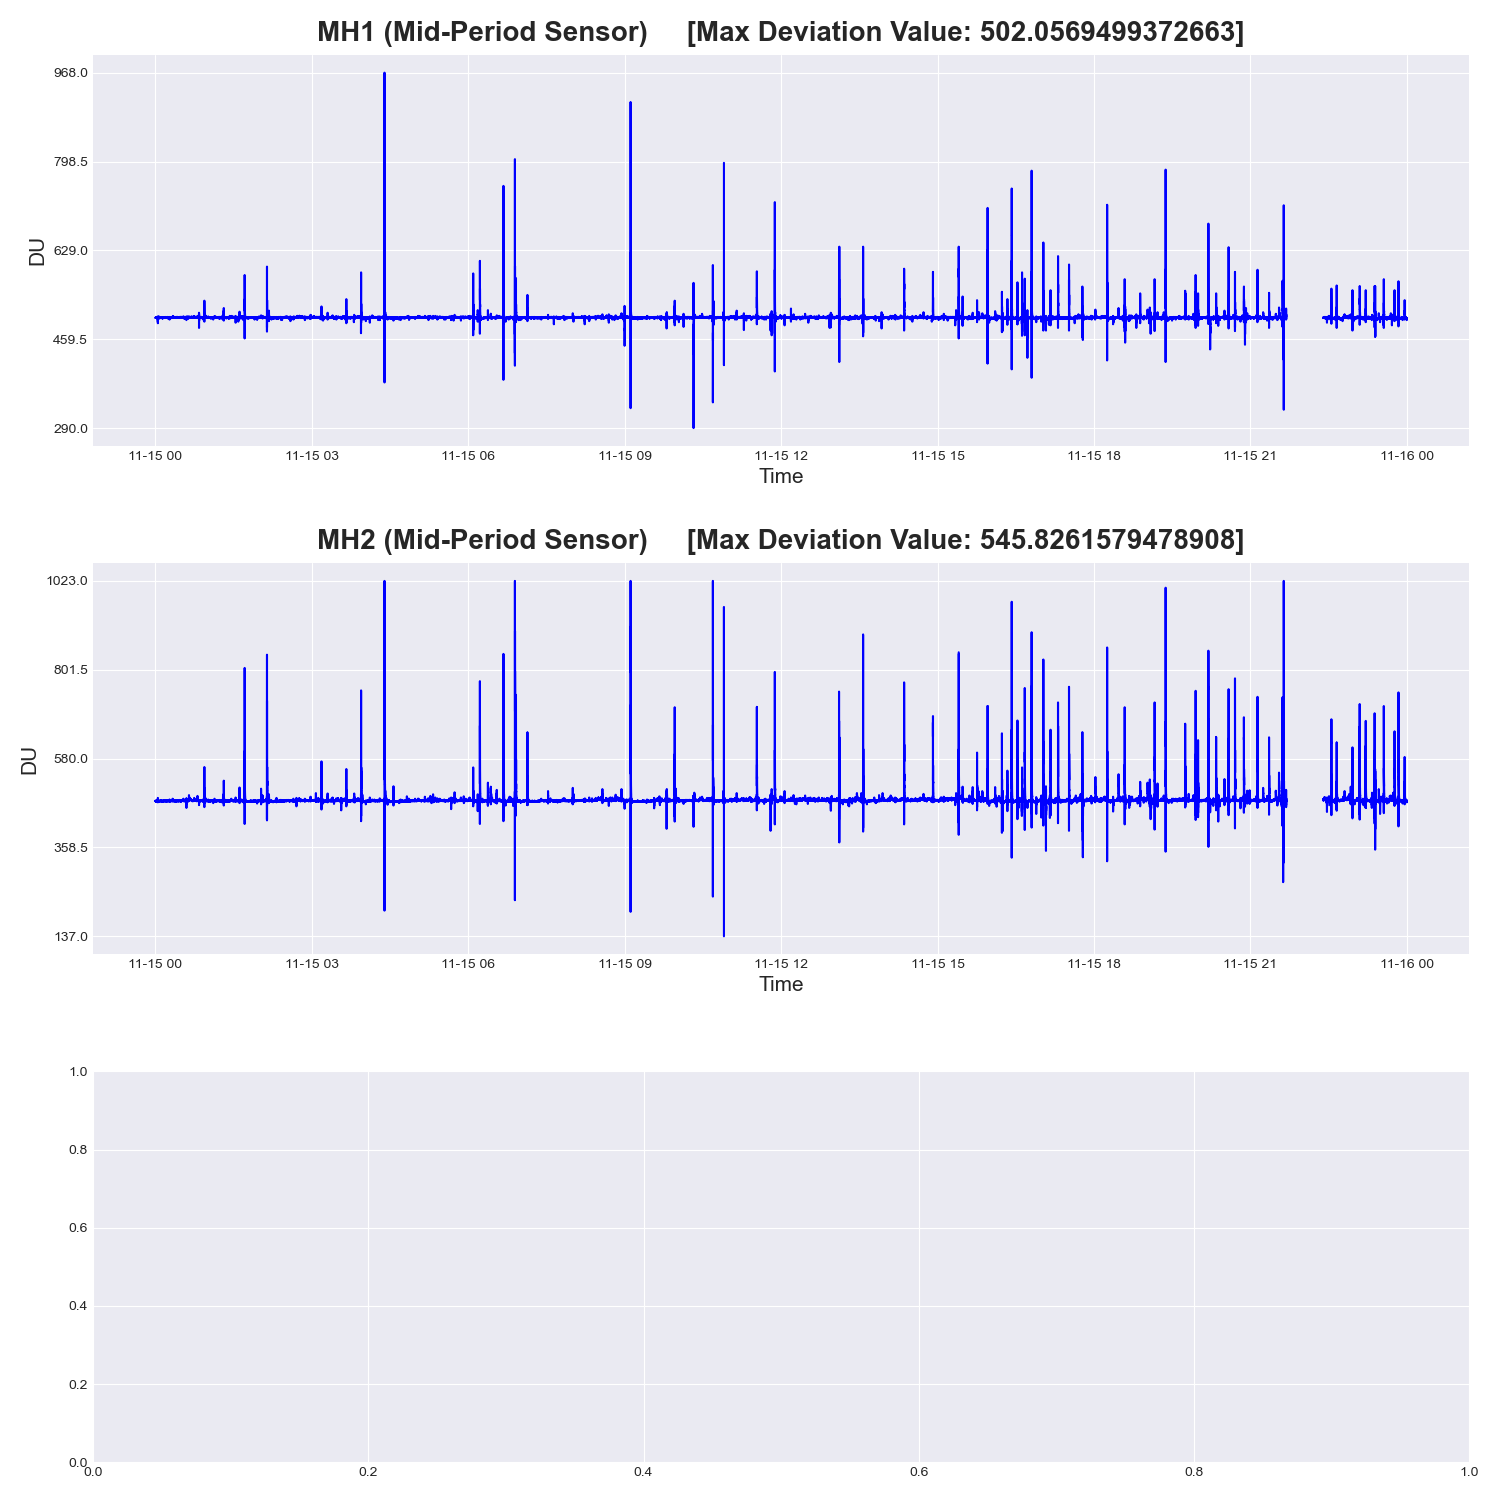 MH1 (Mid-Period Sensor) [Max Deviation Value: 502.0569499372663]
968.0
798.5
629.0
459.5
290.0
DU
11-15 00 11-15 03 11-15 06 11-15 09 11-15 12 11-15 15 11-15 18 11-15 21 11-16 00
Time
MH2 (Mid-Period Sensor) [Max Deviation Value: 545.8261579478908]
1023.0
801.5
580.0
358.5
137.0
DU
11-15 00 11-15 03 11-15 06 11-15 09 11-15 12 11-15 15 11-15 18 11-15 21 11-16 00
Time
1.0
0.8
0.6
0.4
0.2
0.0
0.0 0.2 0.4 0.6 0.8 1.0